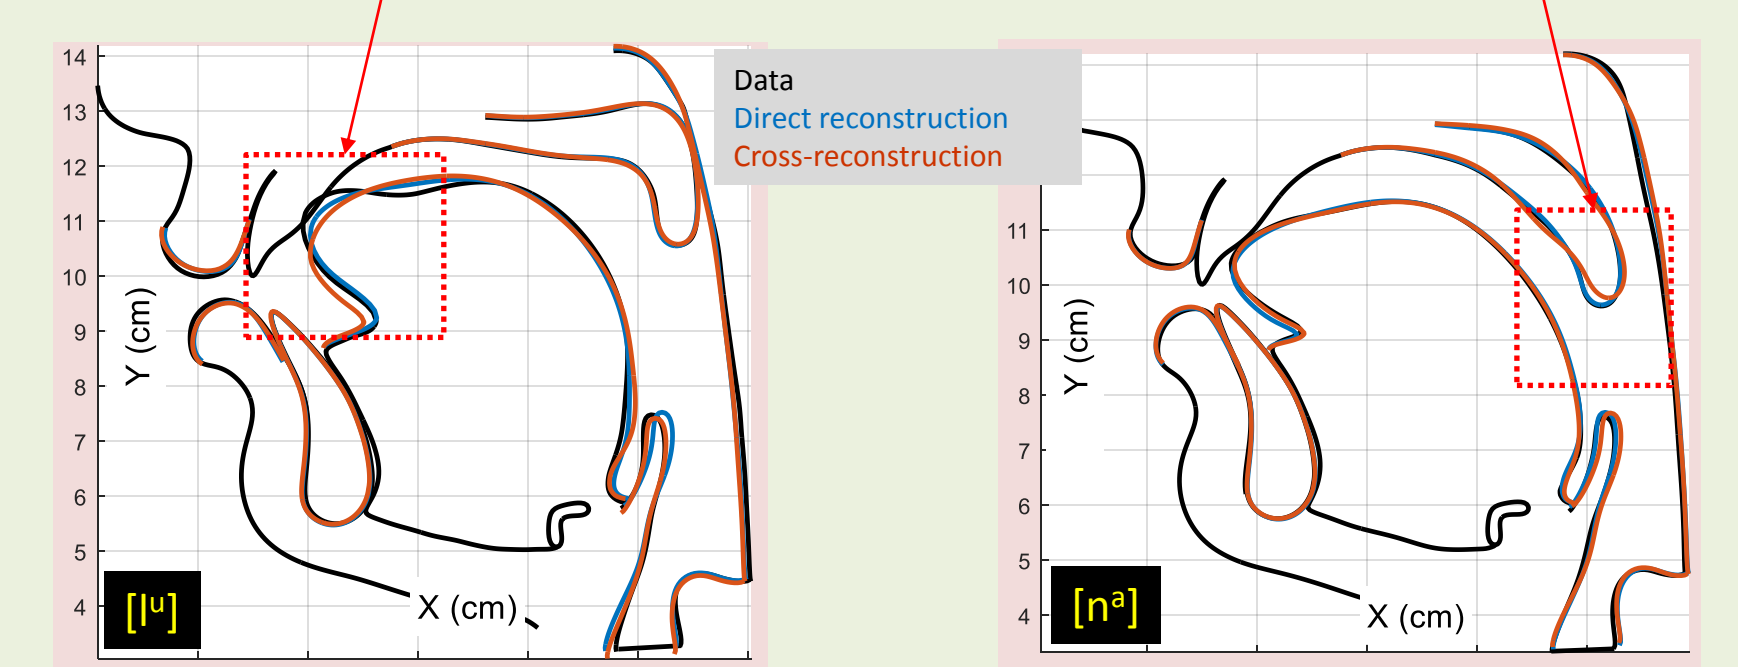 14
13
12
11
10
9
8
7
6
5
4
Y (cm)
X (cm)
[lᵘ]
Data
Direct reconstruction
Cross-reconstruction
11
10
9
8
7
6
5
4
Y (cm)
X (cm)
[nᵃ]